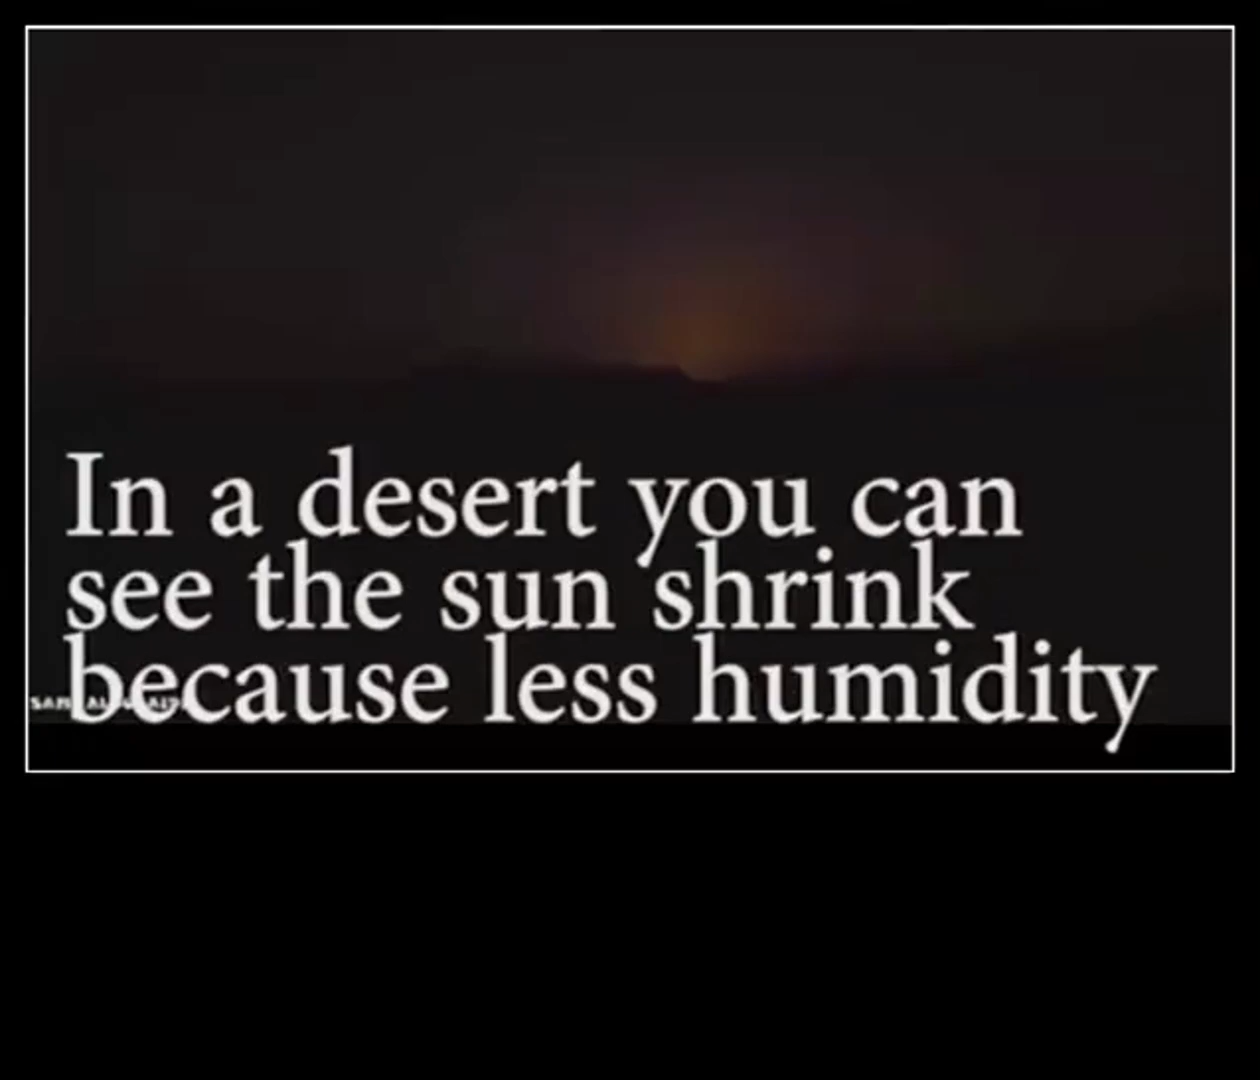 In a desert you can
see the sun shrink
because less humidity